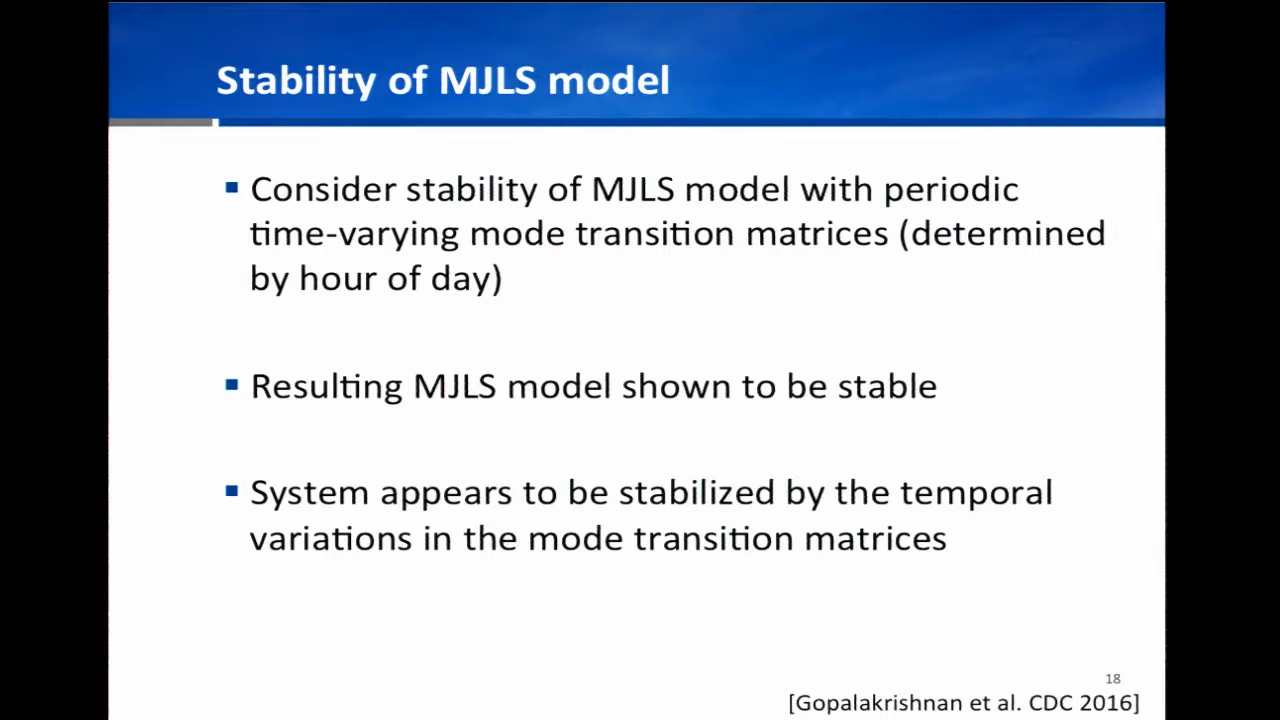 Stability of MJLS model
▪ Consider stability of MJLS model with periodic
time-varying mode transition matrices (determined
by hour of day)
▪ Resulting MJLS model shown to be stable
▪ System appears to be stabilized by the temporal
variations in the mode transition matrices
18
[Gopalakrishnan et al. CDC 2016]